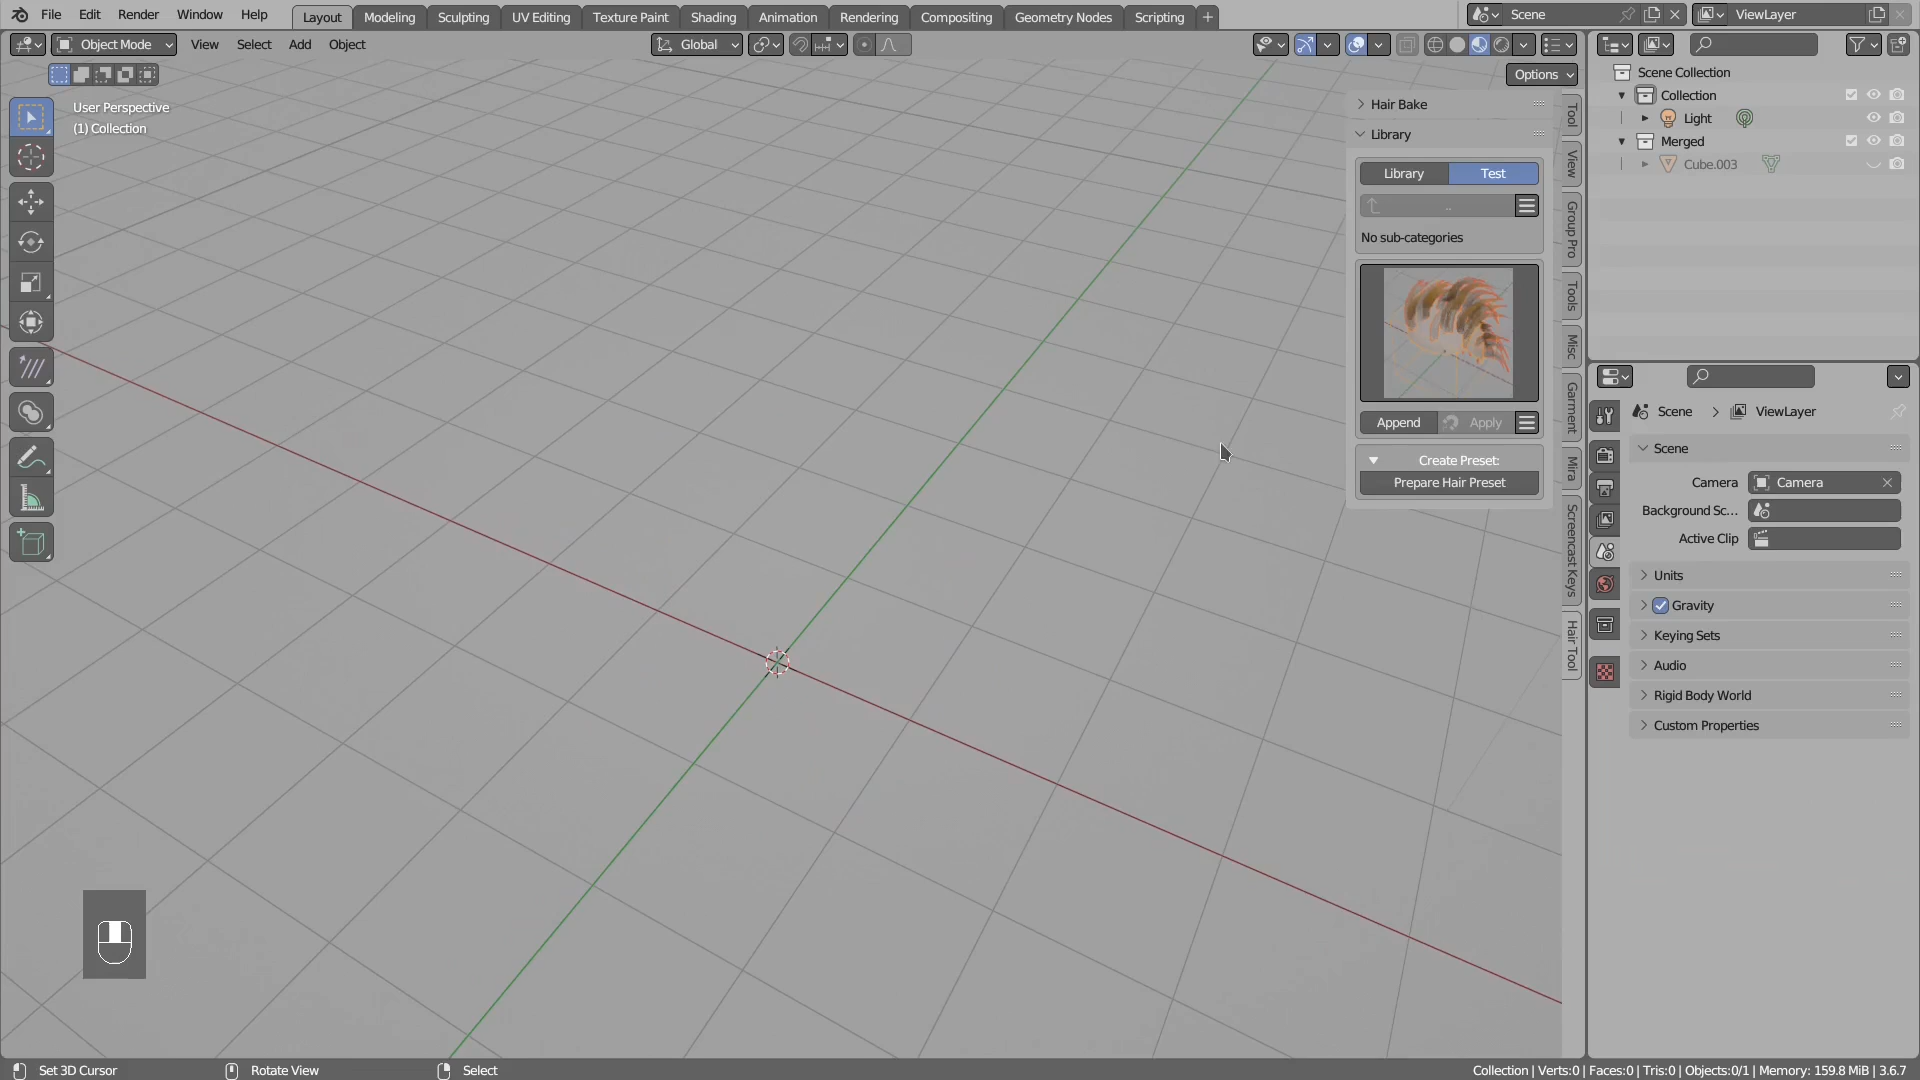 File Edit Render Window Help Layout Modeling Sculpting UV Editing Texture Paint Shading Animation Rendering Compositing Geometry Nodes Scripting + Scene ViewLayer
Object Mode View Select Add Object Global
Options
User Perspective
(1) Collection
Hair Bake
Library
Library Test
..
No sub-categories
Append Apply
Create Preset:
Prepare Hair Preset
Tool
View
Group Pro
Tools
Misc
Garment
Mira
Screencast Keys
Hair Tool
Scene Collection
Collection
Light
Merged
Cube.003
Scene > ViewLayer
Scene
Camera Camera
Background Sc...
Active Clip
Units
Gravity
Keying Sets
Audio
Rigid Body World
Custom Properties
Set 3D Cursor Rotate View Select Collection | Verts:0 | Faces:0 | Tris:0 | Objects:0/1 | Memory: 159.8 MiB | 3.6.7